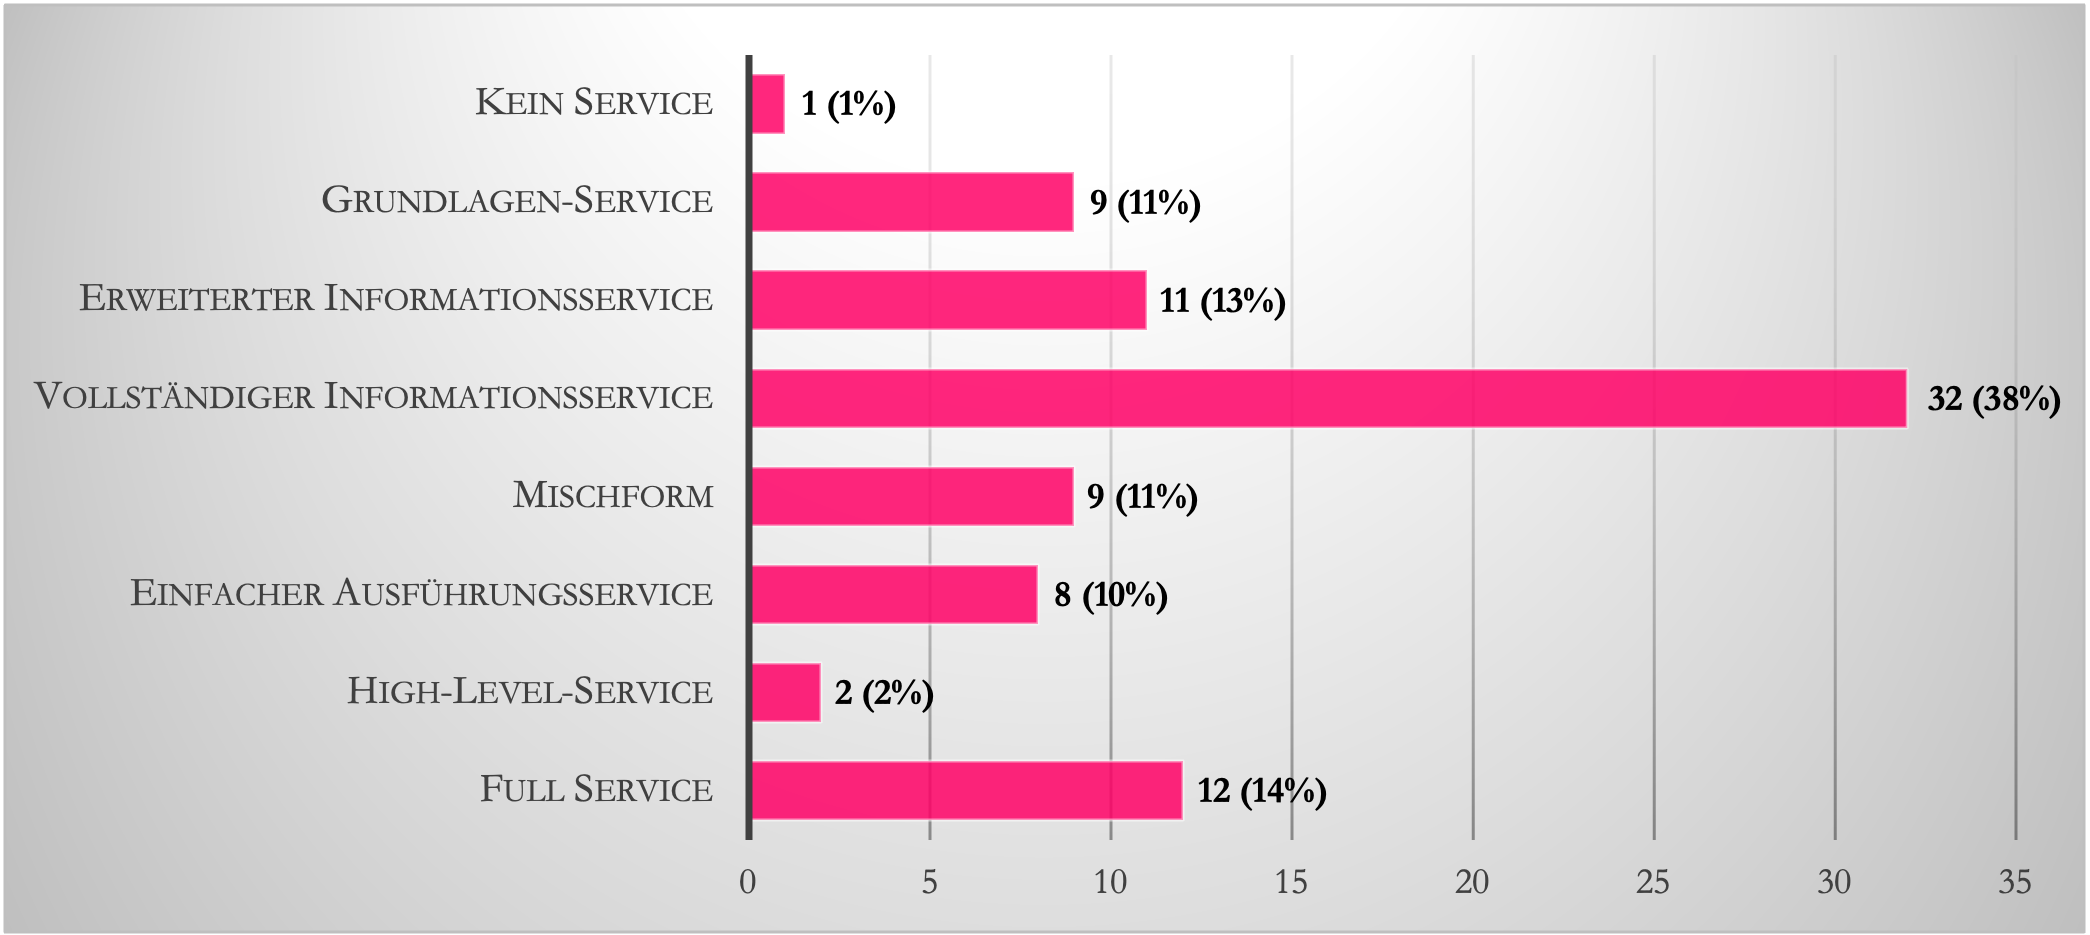 Kein Service
1 (1%)
Grundlagen-Service
9 (11%)
Erweiterter Informationsservice
11 (13%)
Vollständiger Informationsservice
32 (38%)
Mischform
9 (11%)
Einfacher Ausführungsservice
8 (10%)
High-Level-Service
2 (2%)
Full Service
12 (14%)
0 5 10 15 20 25 30 35